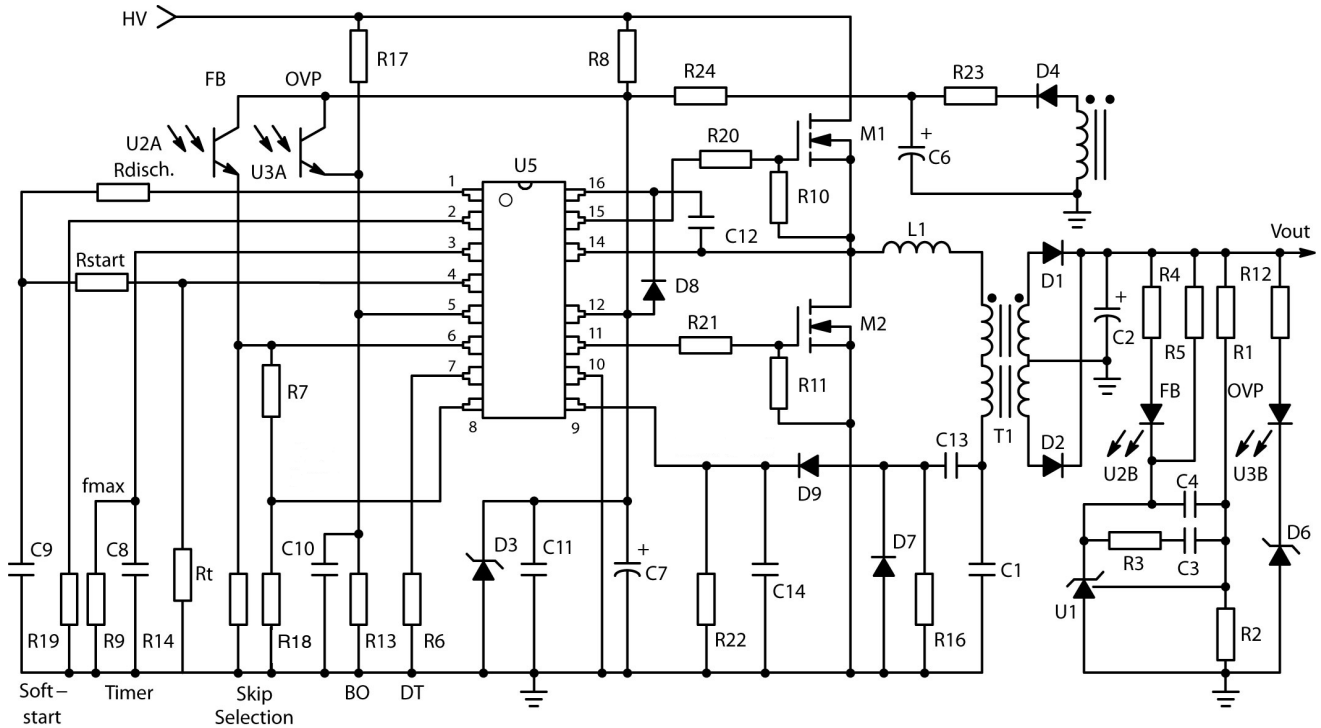 HV
R17
R8
FB
OVP
R24
R23
D4
U2A
U3A
R20
M1
C6
Rdisch.
U5
1
16
R10
2
15
C12
3
14
L1
Vout
Rstart
4
D8
D1
R4
R12
5
12
M2
C2
R5
R1
6
11
R21
7
10
R7
R11
FB
OVP
8
9
T1
C13
D2
U2B
U3B
fmax
D9
C4
C9
C8
C10
D3
C11
C7
D7
D6
Rt
C14
C1
R3
C3
U1
R19
R9
R14
R18
R13
R6
R22
R16
R2
Soft–
start
Timer
Skip
Selection
BO
DT
+
+
+